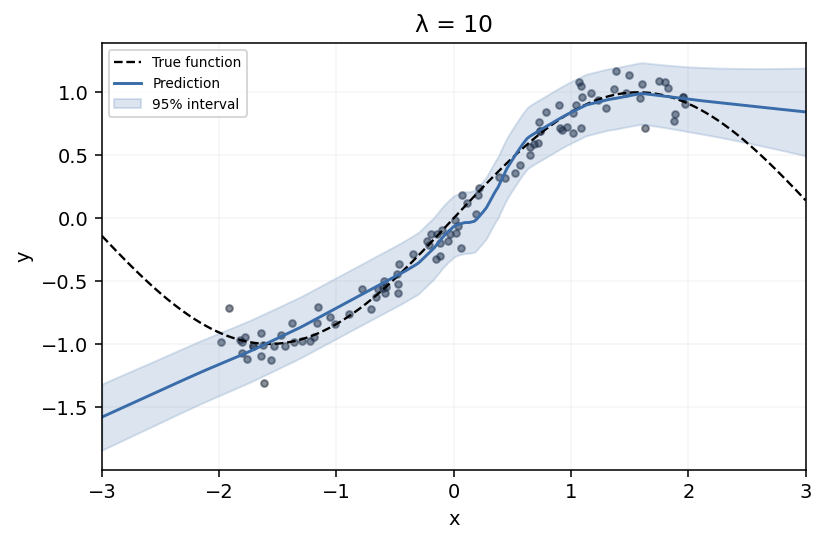 λ = 10
True function
Prediction
95% interval
y
1.0
0.5
0.0
−0.5
−1.0
−1.5
−3
−2
−1
0
1
2
3
x